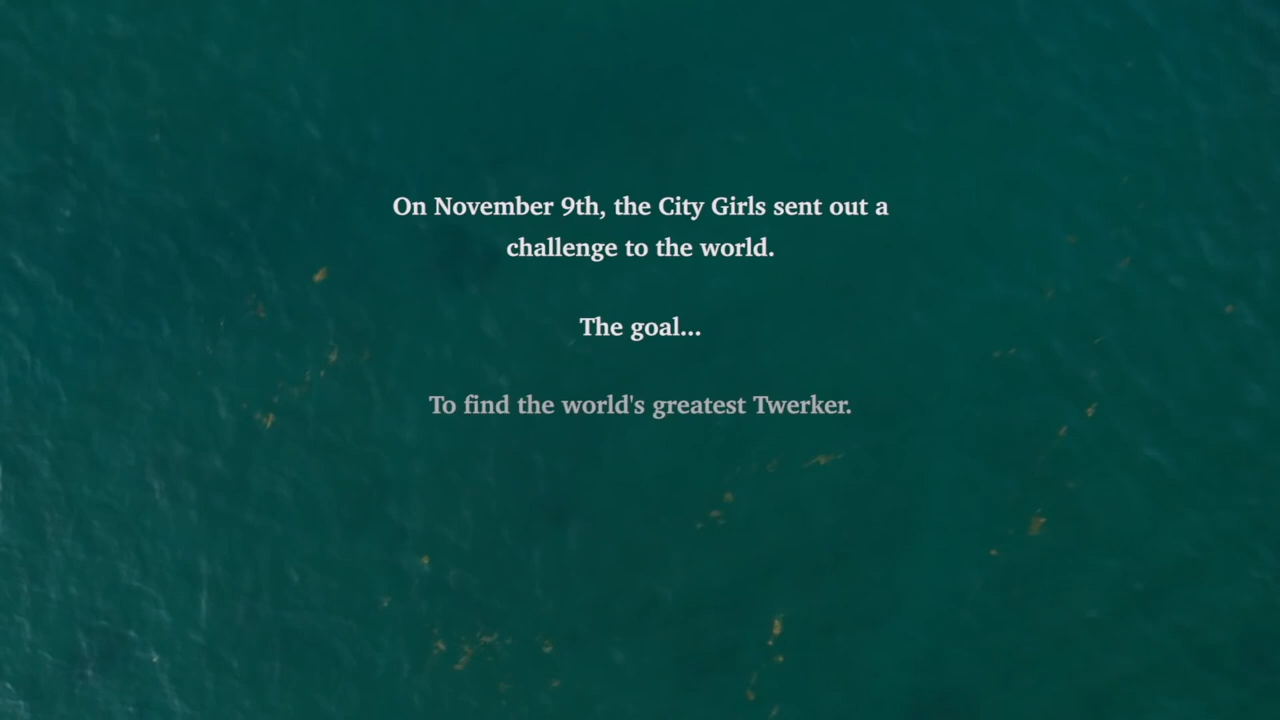 On November 9th, the City Girls sent out a
challenge to the world.
The goal...
To find the world's greatest Twerker.